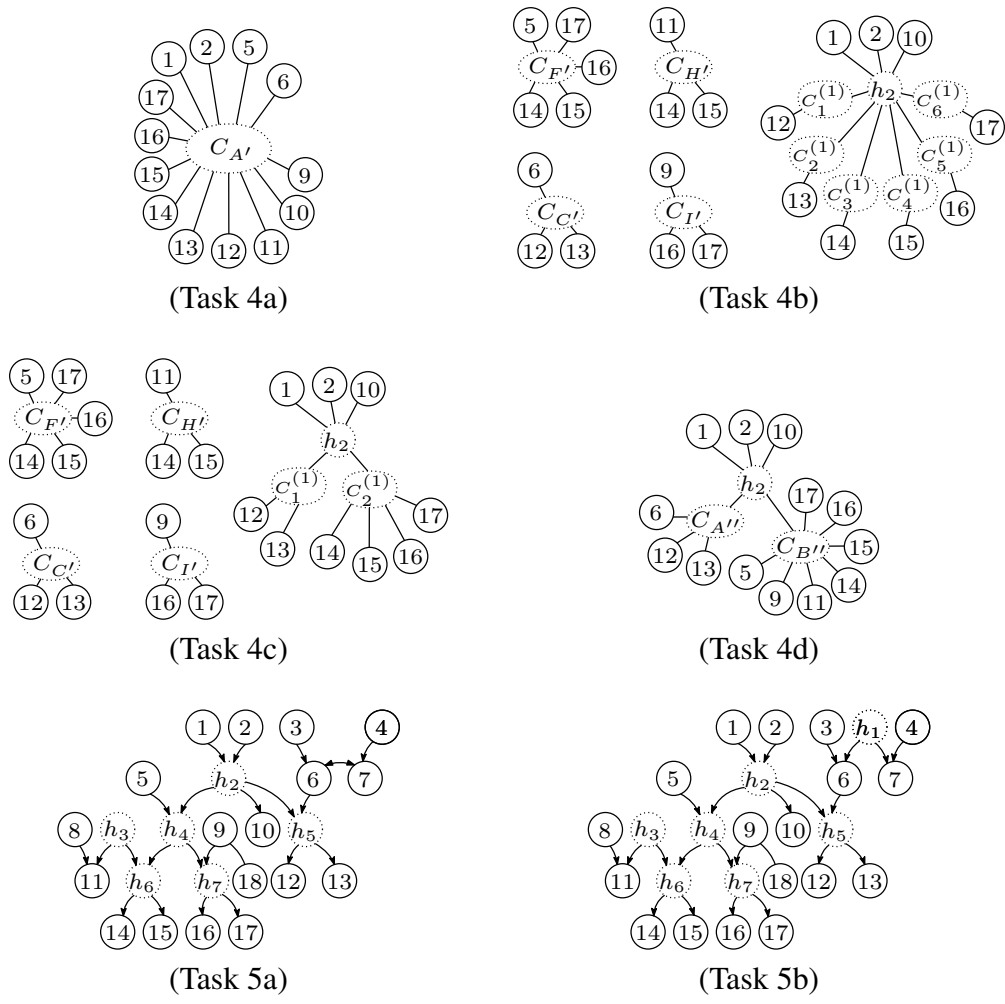 1 2 5 6 17 16 15 14 13 12 11 10 9 C_{A'}
(Task 4a)
5 17 16 14 15 C_{F'}
11 14 15 C_{H'}
6 12 13 C_{C'}
9 16 17 C_{I'}
1 2 10 h_2 C_1^{(1)} C_6^{(1)} 12 17 C_2^{(1)} C_5^{(1)} 13 C_3^{(1)} C_4^{(1)} 16 14 15
(Task 4b)
5 17 16 14 15 C_{F'}
11 14 15 C_{H'}
6 12 13 C_{C'}
9 16 17 C_{I'}
1 2 10 h_2 C_1^{(1)} C_2^{(1)} 12 17 13 14 15 16
(Task 4c)
1 2 10
h_2
6 C_{A''} 17 16
12 13 C_{B''} 15
5 9 11 14
(Task 4d)
1 2 3 4
5 h_2 6 7
8 h_3 h_4 9 10 h_5
11 h_6 h_7 18 12 13
14 15 16 17
(Task 5a)
1 2 3 h_1 4
5 h_2 6 7
8 h_3 h_4 9 10 h_5
11 h_6 h_7 18 12 13
14 15 16 17
(Task 5b)